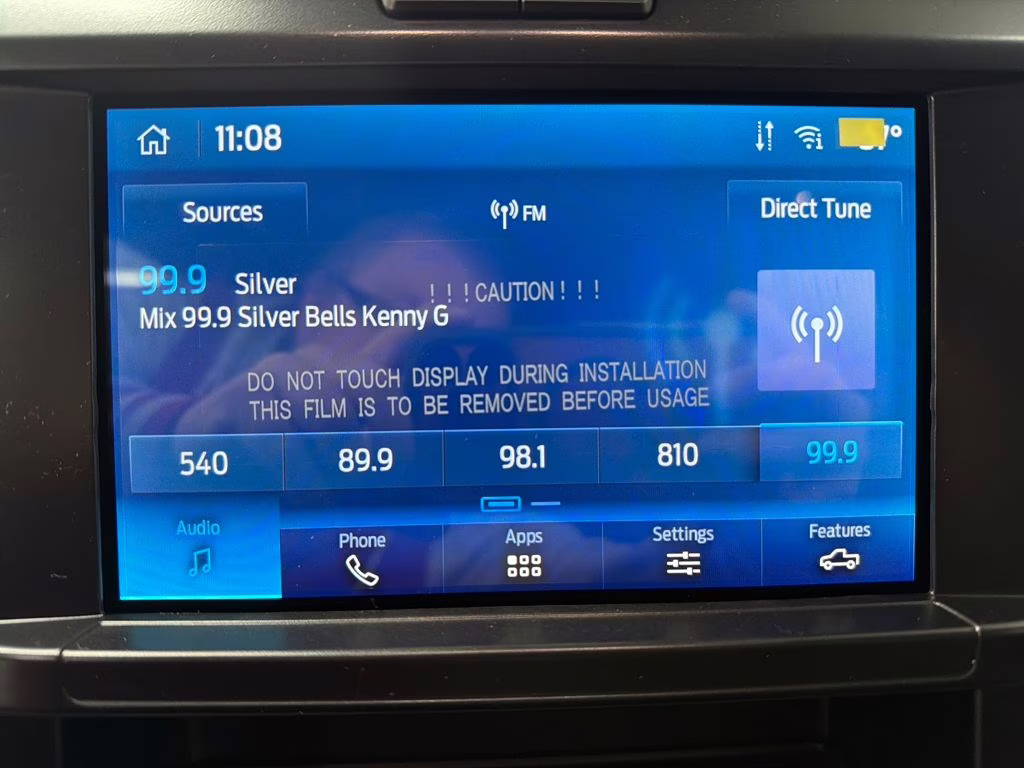 11:08
Sources
FM
Direct Tune
99.9 Silver
! ! ! CAUTION ! ! !
Mix 99.9 Silver Bells Kenny G
DO NOT TOUCH DISPLAY DURING INSTALLATION
THIS FILM IS TO BE REMOVED BEFORE USAGE
540 89.9 98.1 810 99.9
Audio Phone Apps Settings Features